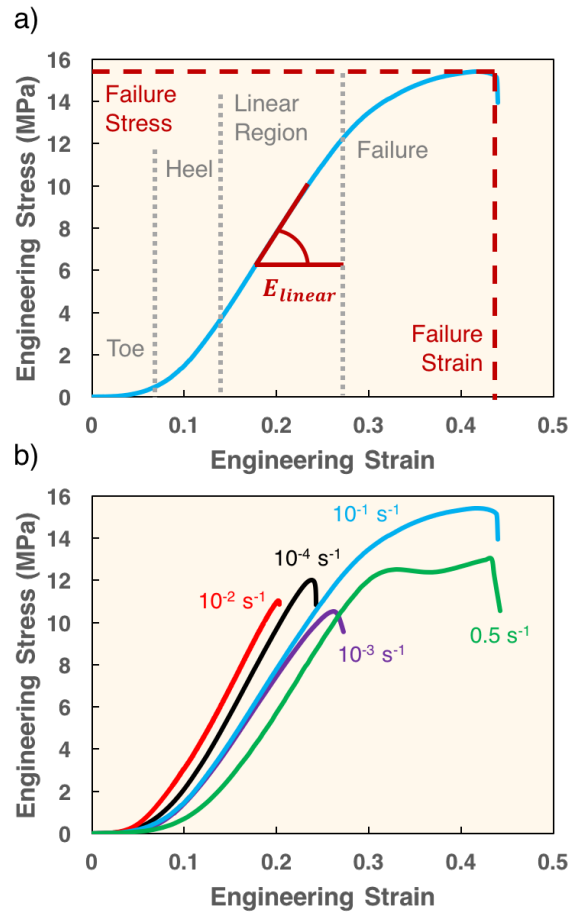 a)
Engineering Stress (MPa)
16
14
12
10
8
6
4
2
0
Failure
Stress
Linear
Region
Heel
Failure
Toe
E_linear
Failure
Strain
0 0.1 0.2 0.3 0.4 0.5
Engineering Strain
b)
Engineering Stress (MPa)
16
14
12
10
8
6
4
2
0
10⁻¹ s⁻¹
10⁻⁴ s⁻¹
10⁻² s⁻¹
10⁻³ s⁻¹
0.5 s⁻¹
0 0.1 0.2 0.3 0.4 0.5
Engineering Strain